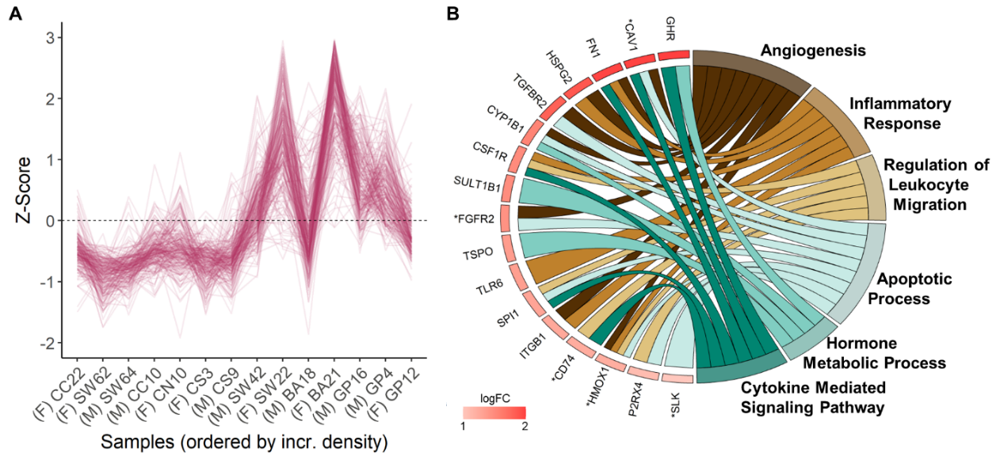 A
Z-Score
3
2
1
0
-1
-2
(F) CC22
(F) SW62
(F) SW64
(M) CC10
(M) CN10
(F) CS3
(F) CS9
(M) SW42
(M) SW22
(F) BA18
(M) BA21
(F) GP16
(M) GP4
(M) GP12
(F)
Samples (ordered by incr. density)
B
GHR
*CAV1
FN1
HSPG2
TGFBR2
CYP1B1
CSF1R
SULT1B1
*FGFR2
TSPO
TLR6
SPI1
ITGB1
*CD74
*HMOX1
P2RX4
*SLK
Angiogenesis
Inflammatory
Response
Regulation of
Leukocyte
Migration
Apoptotic
Process
Hormone
Metabolic Process
Cytokine Mediated
Signaling Pathway
logFC
1
2